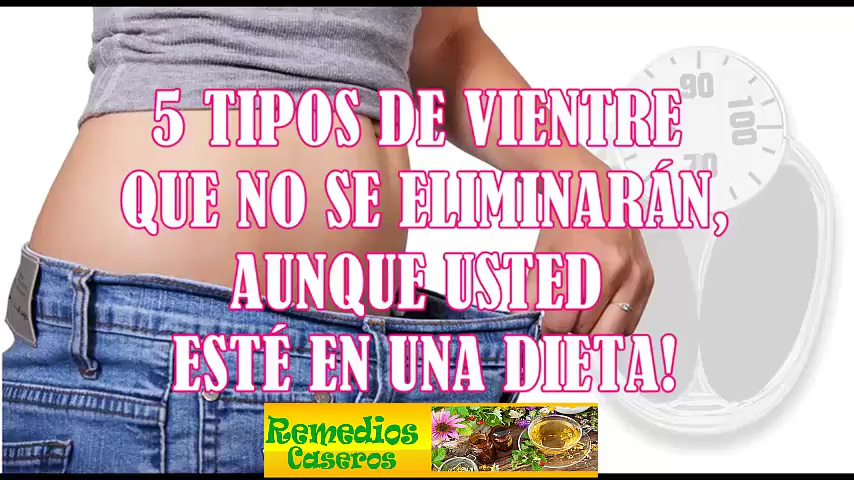 5 TIPOS DE VIENTRE
QUE NO SE ELIMINARÁN,
AUNQUE USTED
ESTÉ EN UNA DIETA!
Remedios
Caseros
90
100
70